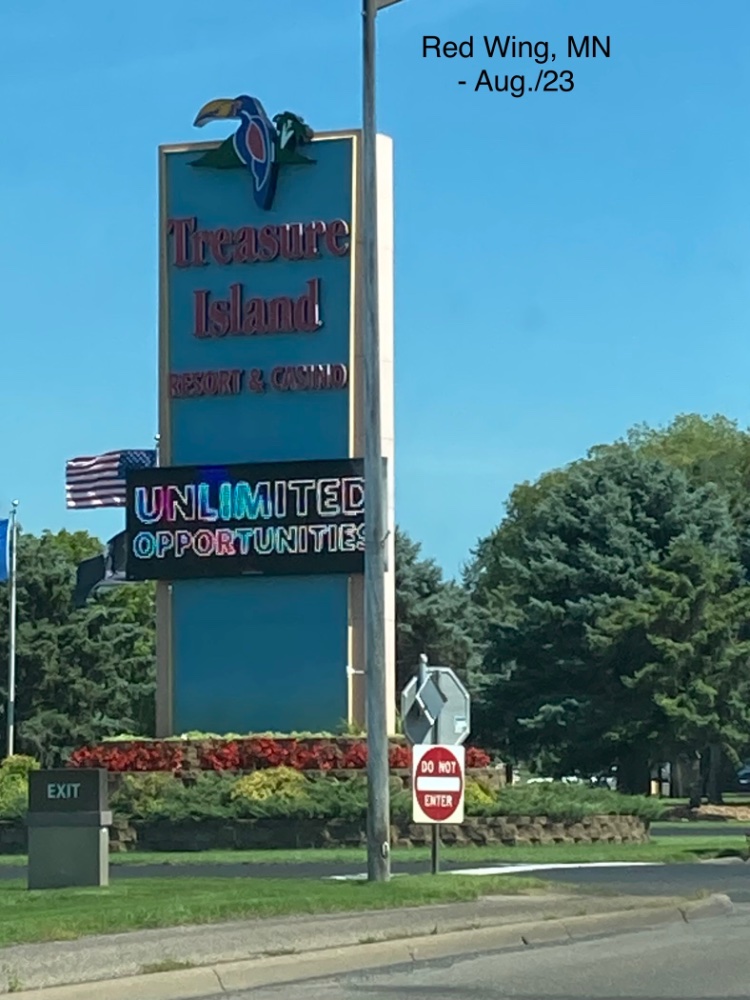 Red Wing, MN
- Aug./23
Treasure
Island
RESORT & CASINO
UNLIMITED
OPPORTUNITIES
EXIT
DO NOT
ENTER